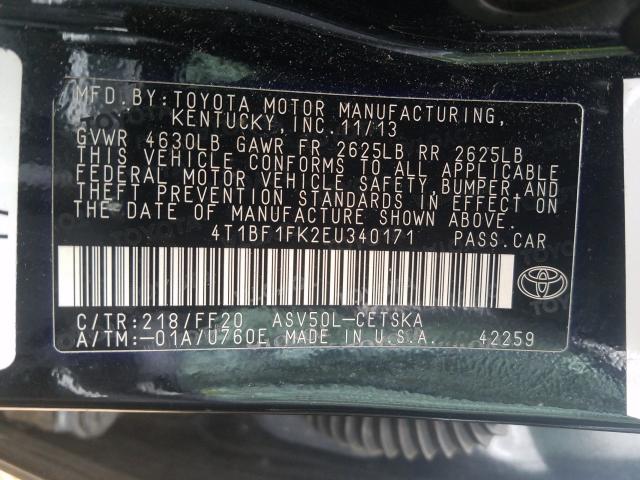 MFD.BY:TOYOTA MOTOR MANUFACTURING,
KENTUCKY, INC.11/13
GVWR 4630LB GAWR FR 2625LB RR 2625LB
THIS VEHICLE CONFORMS TO ALL APPLICABLE
FEDERAL MOTOR VEHICLE SAFETY,BUMPER,AND
THEFT PREVENTION STANDARDS IN EFFECT ON
THE DATE OF MANUFACTURE SHOWN ABOVE.
4T1BF1FK2EU340171 PASS.CAR
C/TR:218/FF20 ASV50L-CETSKA
A/TM:-01A/U760E MADE IN U.S.A. 42259